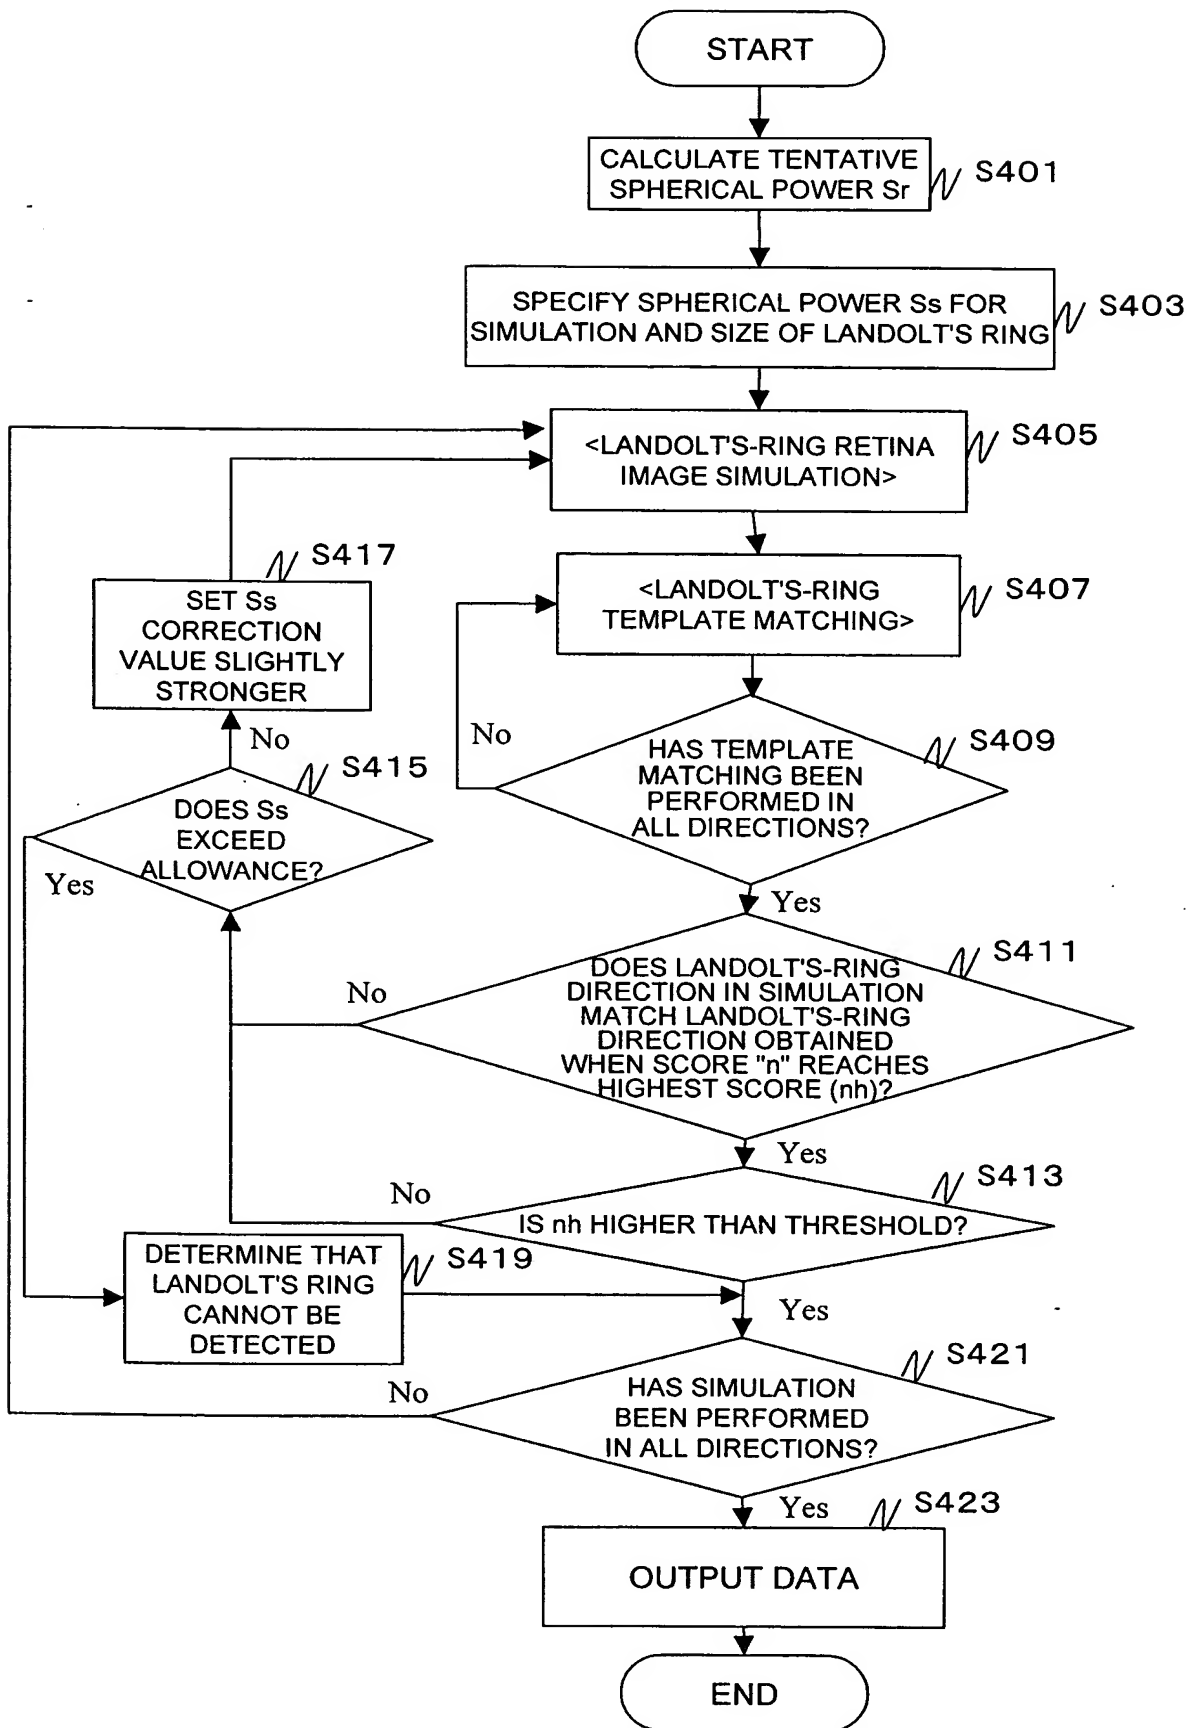 START
CALCULATE TENTATIVE
SPHERICAL POWER Sr
S401
SPECIFY SPHERICAL POWER Ss FOR
SIMULATION AND SIZE OF LANDOLT'S RING
S403
<LANDOLT'S-RING RETINA
IMAGE SIMULATION>
S405
S417
SET Ss
CORRECTION
VALUE SLIGHTLY
STRONGER
<LANDOLT'S-RING
TEMPLATE MATCHING>
S407
No
No
HAS TEMPLATE
MATCHING BEEN
PERFORMED IN
ALL DIRECTIONS?
S409
S415
DOES Ss
EXCEED
ALLOWANCE?
Yes
Yes
DOES LANDOLT'S-RING
DIRECTION IN SIMULATION
MATCH LANDOLT'S-RING
DIRECTION OBTAINED
WHEN SCORE "n" REACHES
HIGHEST SCORE (nh)?
S411
No
Yes
IS nh HIGHER THAN THRESHOLD?
S413
No
DETERMINE THAT
LANDOLT'S RING
CANNOT BE
DETECTED
S419
Yes
HAS SIMULATION
BEEN PERFORMED
IN ALL DIRECTIONS?
S421
No
Yes
S423
OUTPUT DATA
END